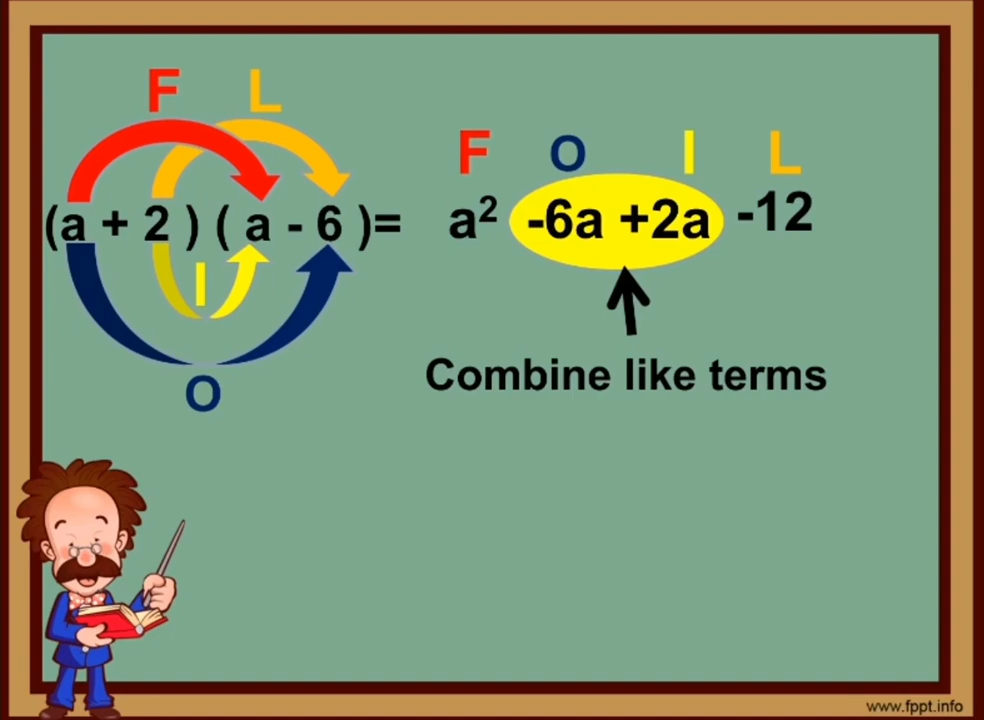 F L
F O I L
(a + 2 ) ( a - 6 )= a² -6a +2a -12
I
Combine like terms
O
www.fppt.info